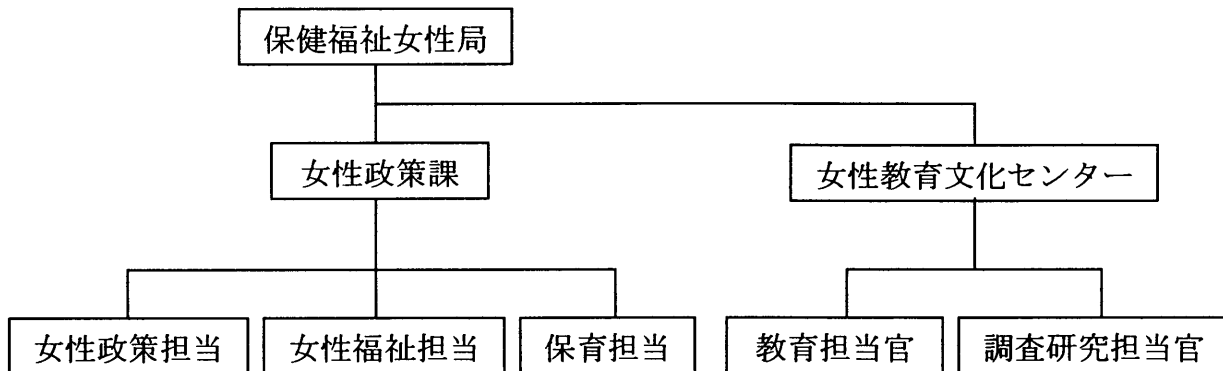 保健福祉女性局
女性政策課
女性教育文化センター
女性政策担当
女性福祉担当
保育担当
教育担当官
調査研究担当官